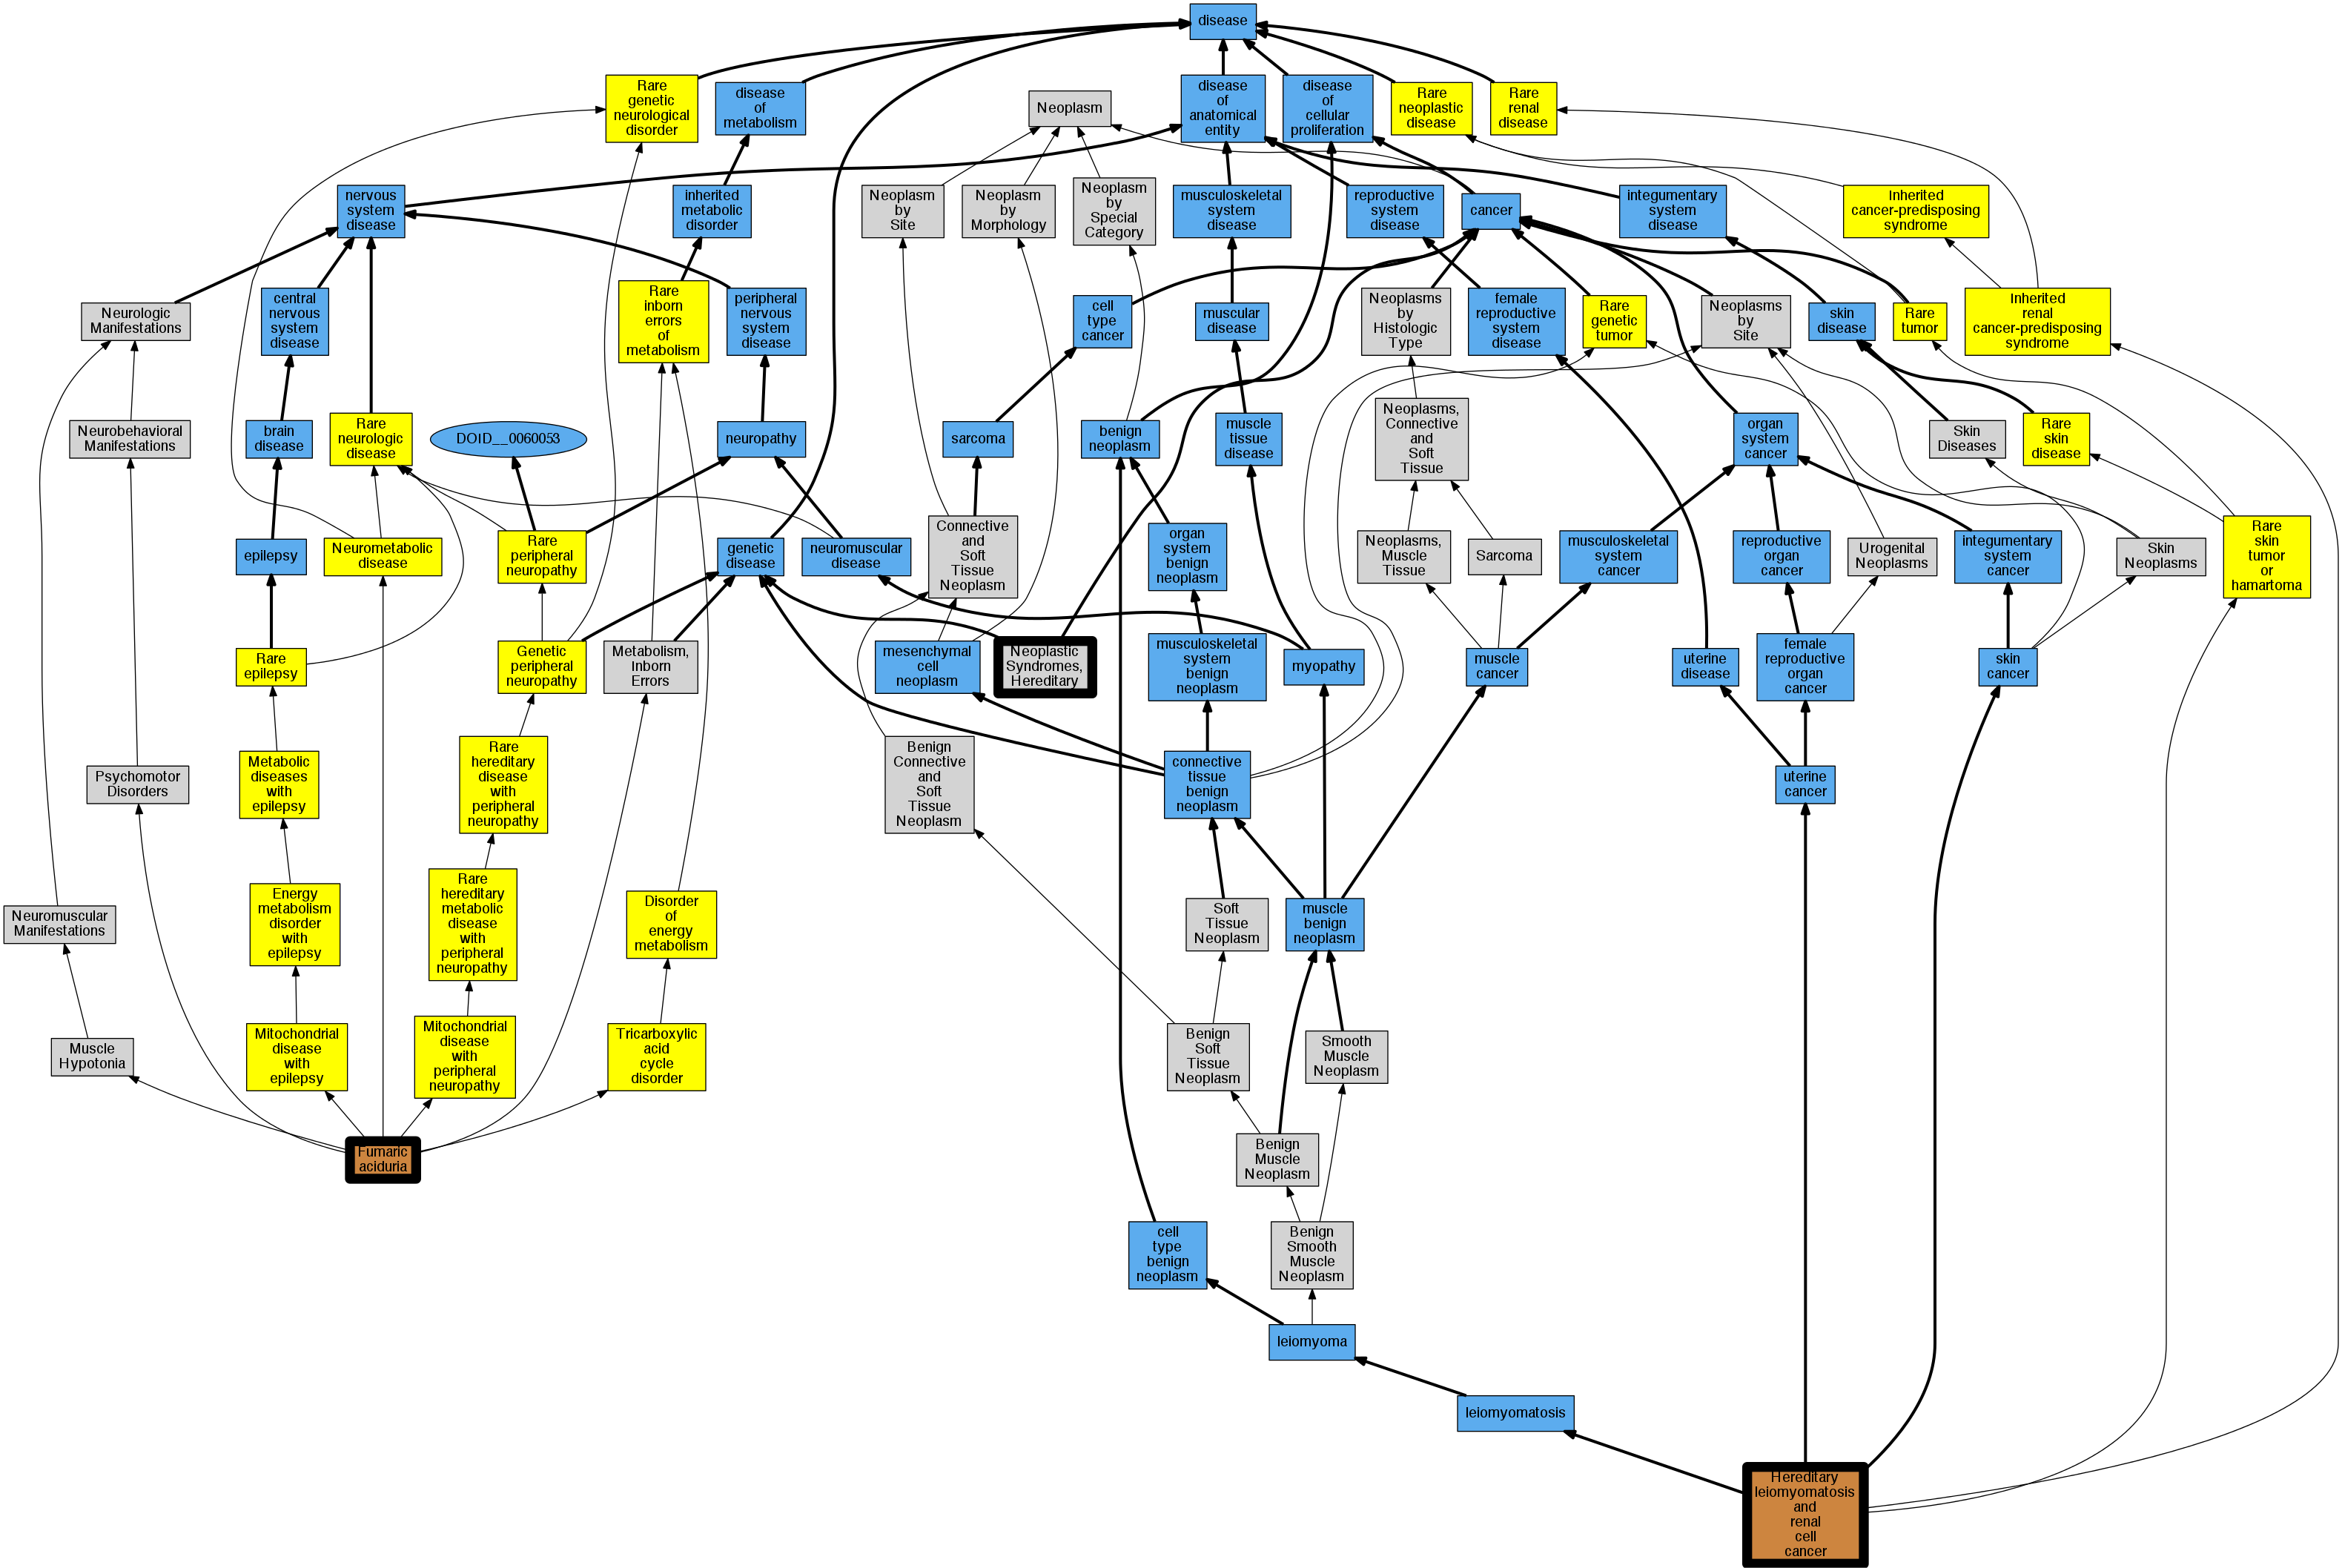 disease
Rare
genetic
neurological
disorder
disease
of
metabolism
Neoplasm
disease
of
anatomical
entity
disease
of
cellular
proliferation
Rare
neoplastic
disease
Rare
renal
disease
nervous
system
disease
inherited
metabolic
disorder
Neoplasm
by
Site
Neoplasm
by
Morphology
Neoplasm
by
Special
Category
musculoskeletal
system
disease
reproductive
system
disease
cancer
integumentary
system
disease
Inherited
cancer-predisposing
syndrome
Neurologic
Manifestations
central
nervous
system
disease
Rare
inborn
errors
of
metabolism
peripheral
nervous
system
disease
cell
type
cancer
muscular
disease
Neoplasms
by
Histologic
Type
female
reproductive
system
disease
Rare
genetic
tumor
Neoplasms
by
Site
skin
disease
Rare
tumor
Inherited
renal
cancer-predisposing
syndrome
Neurobehavioral
Manifestations
brain
disease
Rare
neurologic
disease
DOID__0060053
neuropathy
sarcoma
benign
neoplasm
muscle
tissue
disease
Neoplasms,
Connective
and
Soft
Tissue
organ
system
cancer
Skin
Diseases
Rare
skin
disease
epilepsy
Neurometabolic
disease
Rare
peripheral
neuropathy
genetic
disease
neuromuscular
disease
Connective
and
Soft
Tissue
Neoplasm
organ
system
benign
neoplasm
Neoplasms,
Muscle
Tissue
Sarcoma
musculoskeletal
system
cancer
reproductive
organ
cancer
Urogenital
Neoplasms
integumentary
system
cancer
Skin
Neoplasms
Rare
skin
tumor
or
hamartoma
Rare
epilepsy
Genetic
peripheral
neuropathy
Metabolism,
Inborn
Errors
mesenchymal
cell
neoplasm
Neoplastic
Syndromes,
Hereditary
musculoskeletal
system
benign
neoplasm
myopathy
muscle
cancer
uterine
disease
female
reproductive
organ
cancer
skin
cancer
Psychomotor
Disorders
Metabolic
diseases
with
epilepsy
Rare
hereditary
disease
with
peripheral
neuropathy
Benign
Connective
and
Soft
Tissue
Neoplasm
connective
tissue
benign
neoplasm
uterine
cancer
Neuromuscular
Manifestations
Energy
metabolism
disorder
with
epilepsy
Rare
hereditary
metabolic
disease
with
peripheral
neuropathy
Disorder
of
energy
metabolism
Soft
Tissue
Neoplasm
muscle
benign
neoplasm
Muscle
Hypotonia
Mitochondrial
disease
with
epilepsy
Mitochondrial
disease
with
peripheral
neuropathy
Tricarboxylic
acid
cycle
disorder
Benign
Soft
Tissue
Neoplasm
Smooth
Muscle
Neoplasm
Fumaric
aciduria
Benign
Muscle
Neoplasm
cell
type
benign
neoplasm
Benign
Smooth
Muscle
Neoplasm
leiomyoma
leiomyomatosis
Hereditary
leiomyomatosis
and
renal
cell
cancer